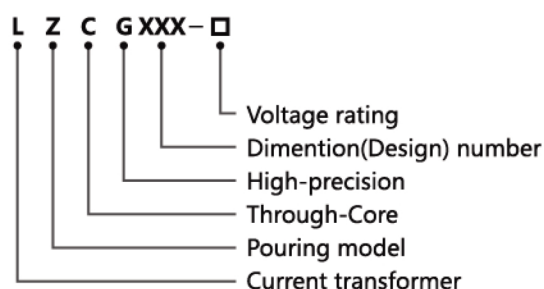 L Z C G XXX-□
Voltage rating
Dimention(Design) number
High-precision
Through-Core
Pouring model
Current transformer